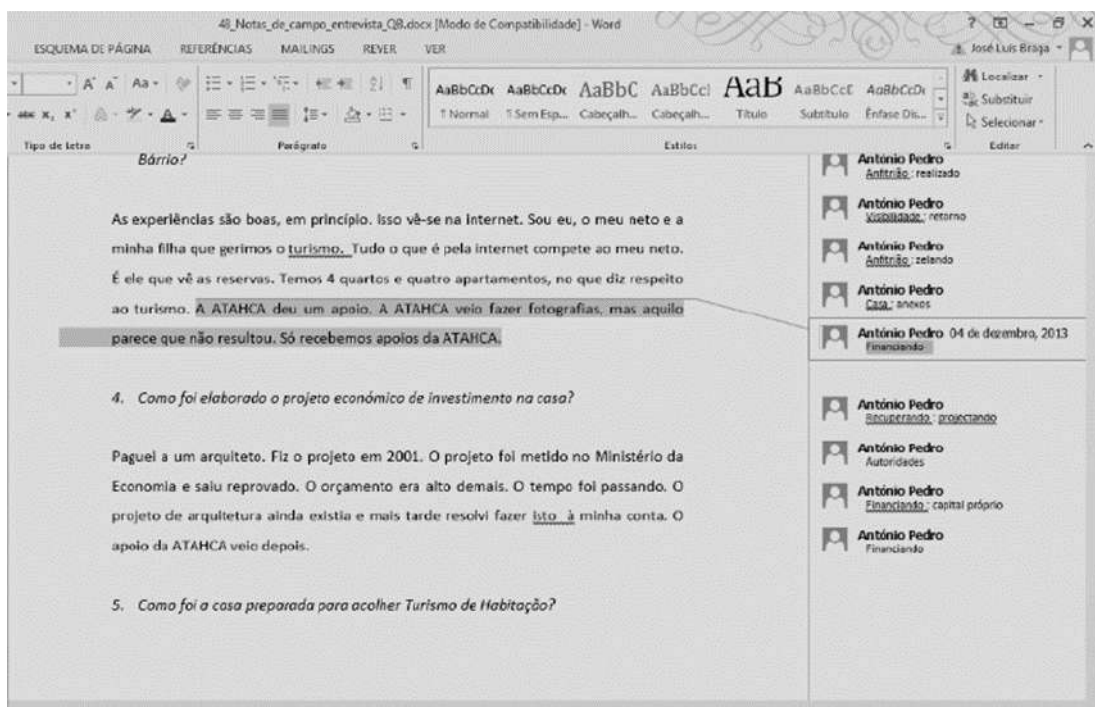 48_Notas_de_campo_entrevista_QB.docx [Modo de Compatibilidade] - Word
ESQUEMA DE PÁGINA REFERÊNCIAS MAILINGS REVER VER
José Luis Braga
AaBbCcDc AaBbCcDc AaBbC AaBbCcI AaB AaBbCcC AaBbCcDc
¶ Normal ¶ Sem Esp... Cabeçalh... Cabeçalh... Título Subtítulo Ênfase Dis...
Localizar
Substituir
Selecionar
Tipo de Letra Parágrafo Estilos Editar
Bárrio?
As experiências são boas, em princípio. Isso vê-se na internet. Sou eu, o meu neto e a
minha filha que gerimos o turismo. Tudo o que é pela internet compete ao meu neto.
É ele que vê as reservas. Temos 4 quartos e quatro apartamentos, no que diz respeito
ao turismo. A ATAHCA deu um apoio. A ATAHCA veio fazer fotografias, mas aquilo
parece que não resultou. Só recebemos apoios da ATAHCA.
4. Como foi elaborado o projeto económico de investimento na casa?
Paguei a um arquiteto. Fiz o projeto em 2001. O projeto foi metido no Ministério da
Economia e saiu reprovado. O orçamento era alto demais. O tempo foi passando. O
projeto de arquitetura ainda existia e mais tarde resolvi fazer isto à minha conta. O
apoio da ATAHCA veio depois.
5. Como foi a casa preparada para acolher Turismo de Habitação?
António Pedro
Anfitrião : realizado
António Pedro
Visibilidade : retorno
António Pedro
Anfitrião : zelando
António Pedro
Casa : anexos
António Pedro 04 de dezembro, 2013
Financiando
António Pedro
Recuperando : projectando
António Pedro
Autoridades
António Pedro
Financiando : capital próprio
António Pedro
Financiando